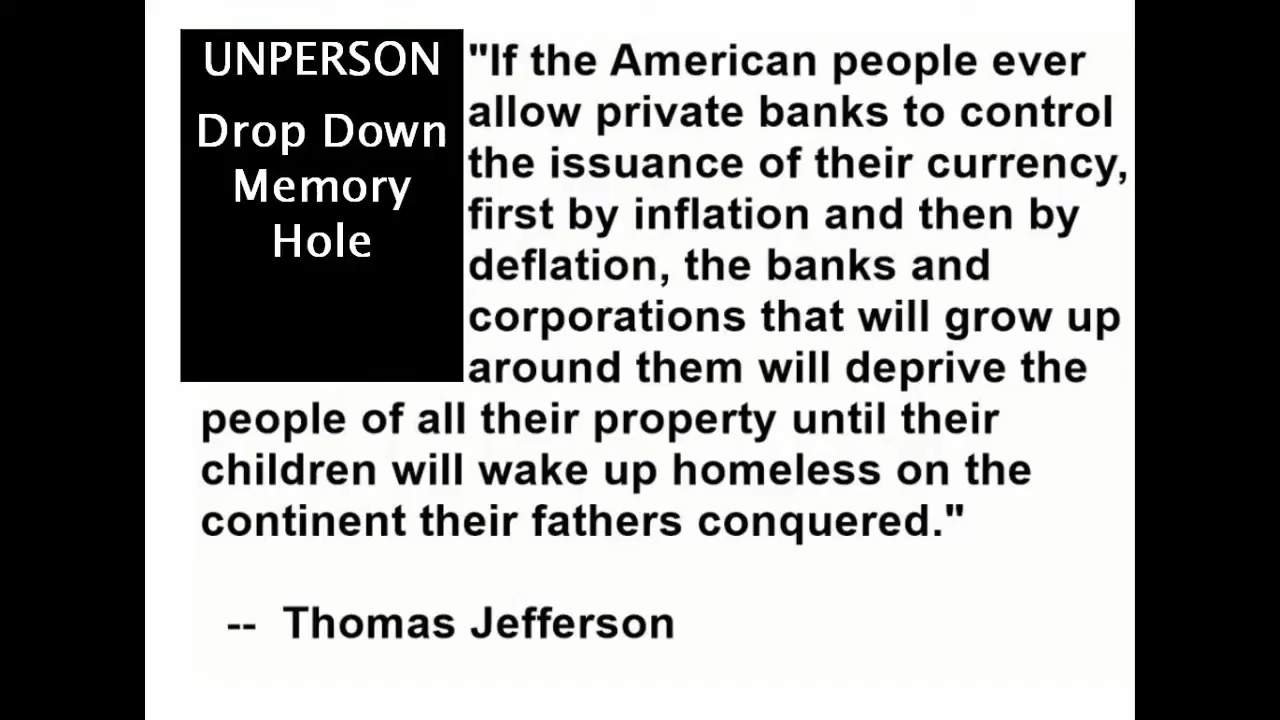 UNPERSON
Drop Down
Memory
Hole
"If the American people ever
allow private banks to control
the issuance of their currency,
first by inflation and then by
deflation, the banks and
corporations that will grow up
around them will deprive the
people of all their property until their
children will wake up homeless on the
continent their fathers conquered."
-- Thomas Jefferson